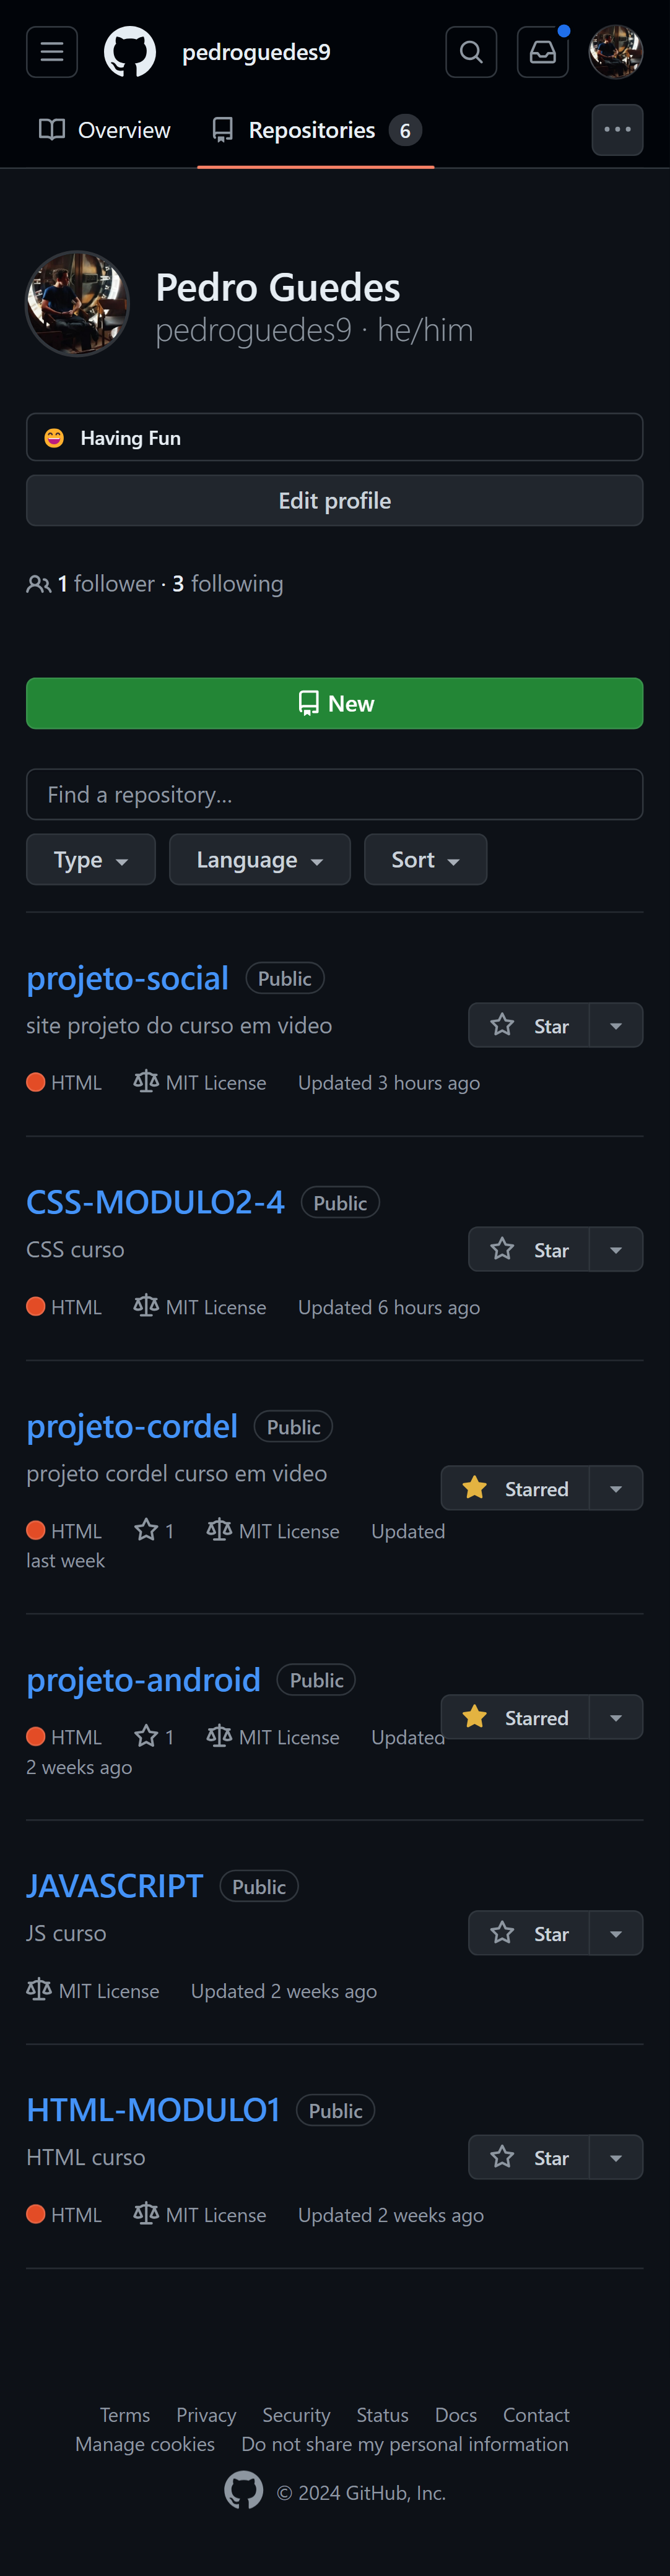 pedroguedes9
Overview Repositories 6
Pedro Guedes
pedroguedes9 · he/him
Having Fun
Edit profile
1 follower · 3 following
New
Find a repository...
Type Language Sort
projeto-social Public
site projeto do curso em video
Star
HTML MIT License Updated 3 hours ago
CSS-MODULO2-4 Public
CSS curso
Star
HTML MIT License Updated 6 hours ago
projeto-cordel Public
projeto cordel curso em video
Starred
HTML 1 MIT License Updated
last week
projeto-android Public
Starred
HTML 1 MIT License Updated
2 weeks ago
JAVASCRIPT Public
JS curso
Star
MIT License Updated 2 weeks ago
HTML-MODULO1 Public
HTML curso
Star
HTML MIT License Updated 2 weeks ago
Terms Privacy Security Status Docs Contact
Manage cookies Do not share my personal information
© 2024 GitHub, Inc.